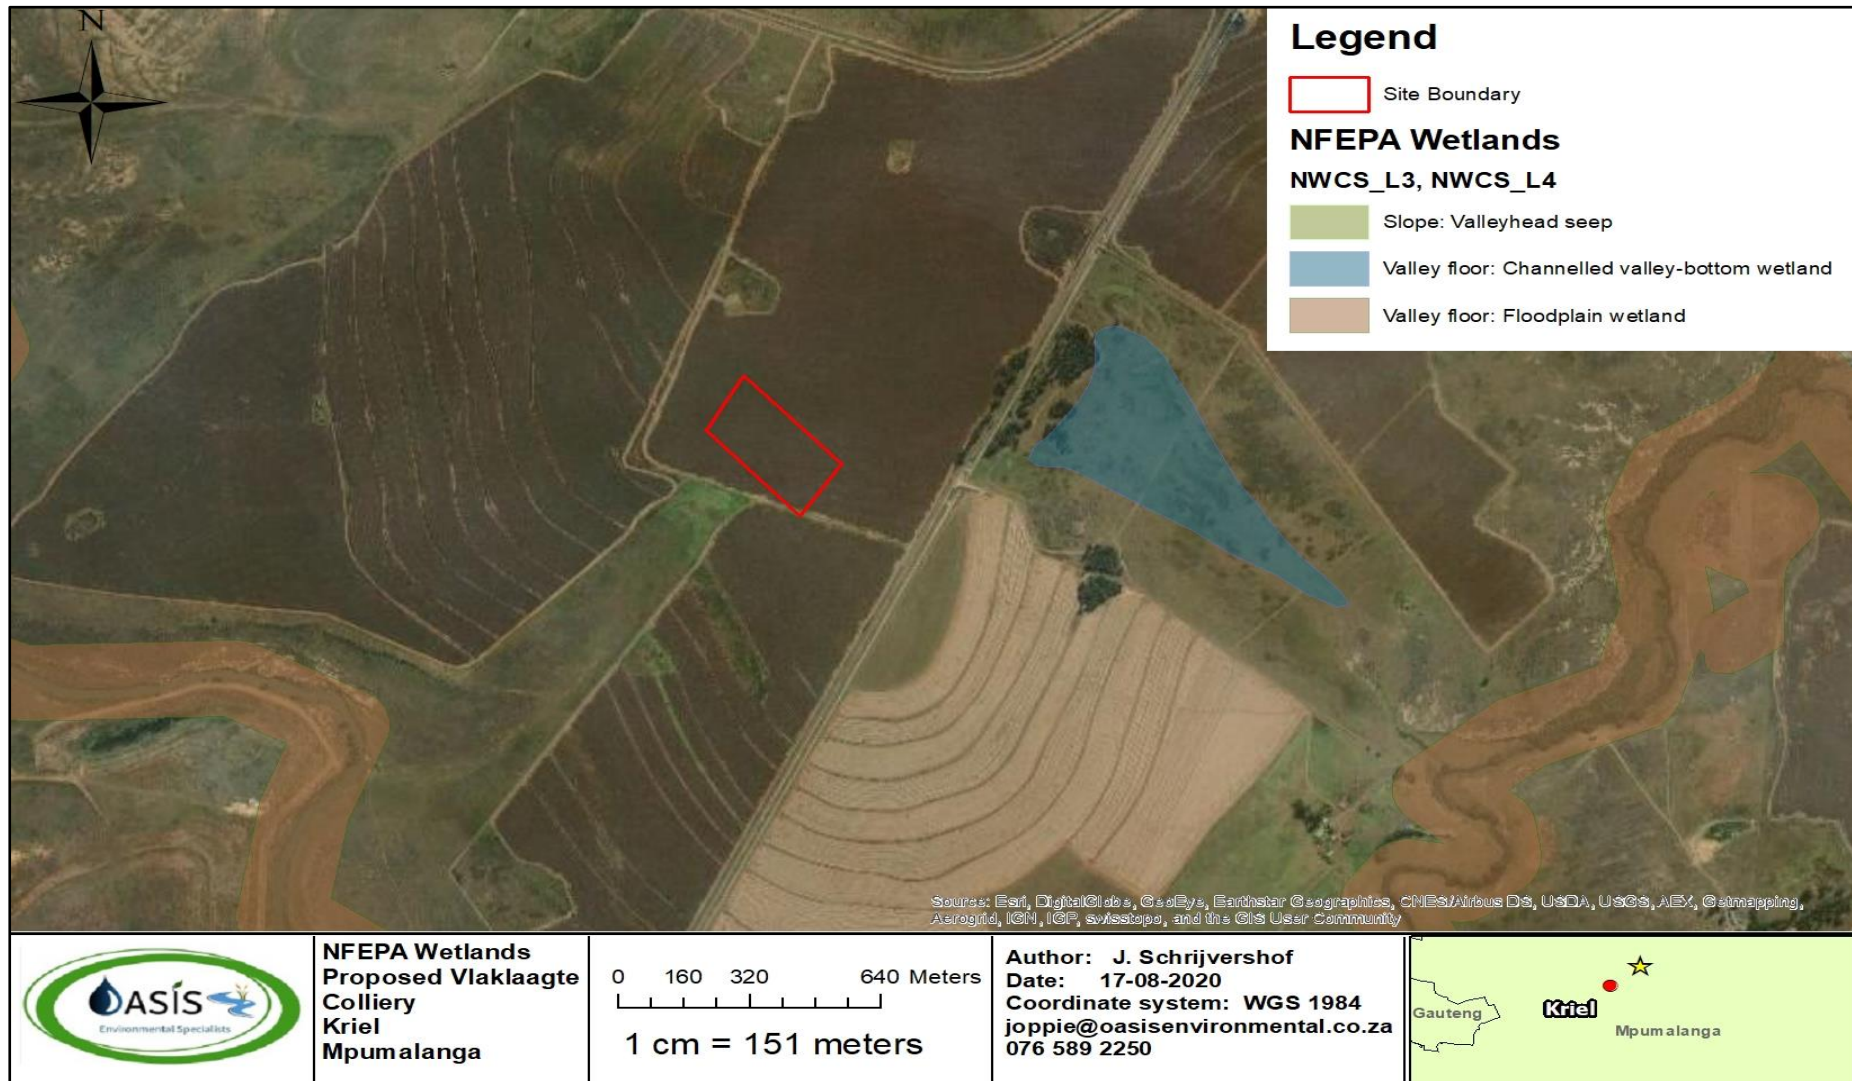 N
Legend
Site Boundary
NFEPA Wetlands
NWCS_L3, NWCS_L4
Slope: Valleyhead seep
Valley floor: Channelled valley-bottom wetland
Valley floor: Floodplain wetland
Source: Esri, DigitalGlobe, GeoEye, Earthstar Geographics, CNES/Airbus DS, USDA, USGS, AEX, Getmapping,
Aerogrid, IGN, IGP, swisstopo, and the GIS User Community
OASIS
Environmental Specialists
NFEPA Wetlands
Proposed Vlaklaagte
Colliery
Kriel
Mpumalanga
0 160 320 640 Meters
1 cm = 151 meters
Author: J. Schrijvershof
Date: 17-08-2020
Coordinate system: WGS 1984
joppie@oasisenvironmental.co.za
076 589 2250
Gauteng
Kriel
Mpumalanga